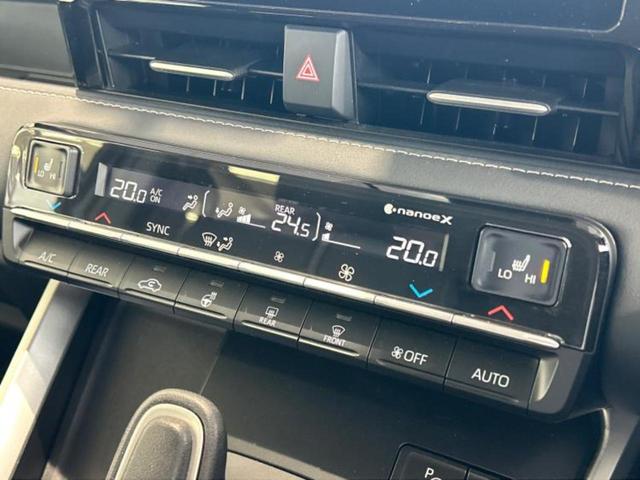 LO HI
20.0 A/C ON
REAR
24.5
nanoeX
20.0
LO HI
SYNC
A/C
REAR
REAR
FRONT
OFF
AUTO
P